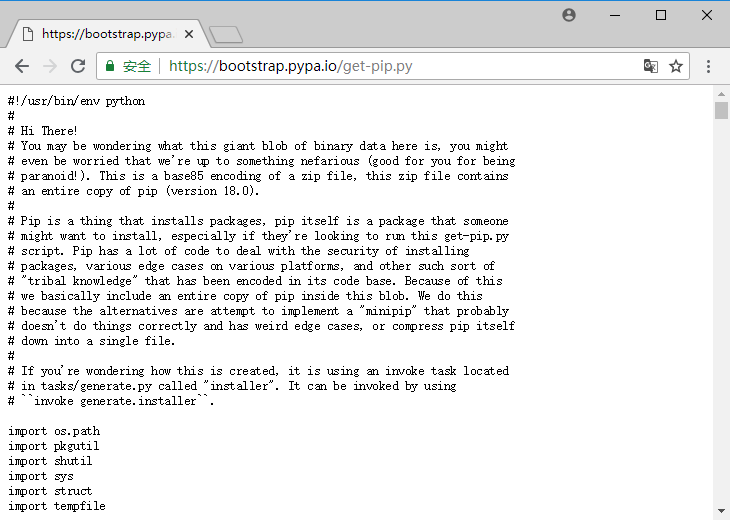 https://bootstrap.pypa.
安全 https://bootstrap.pypa.io/get-pip.py
#!/usr/bin/env python
#
# Hi There!
# You may be wondering what this giant blob of binary data here is, you might
# even be worried that we're up to something nefarious (good for you for being
# paranoid!). This is a base85 encoding of a zip file, this zip file contains
# an entire copy of pip (version 18.0).
#
# Pip is a thing that installs packages, pip itself is a package that someone
# might want to install, especially if they're looking to run this get-pip.py
# script. Pip has a lot of code to deal with the security of installing
# packages, various edge cases on various platforms, and other such sort of
# "tribal knowledge" that has been encoded in its code base. Because of this
# we basically include an entire copy of pip inside this blob. We do this
# because the alternatives are attempt to implement a "minipip" that probably
# doesn't do things correctly and has weird edge cases, or compress pip itself
# down into a single file.
#
# If you're wondering how this is created, it is using an invoke task located
# in tasks/generate.py called "installer". It can be invoked by using
# ``invoke generate.installer``.
import os.path
import pkgutil
import shutil
import sys
import struct
import tempfile